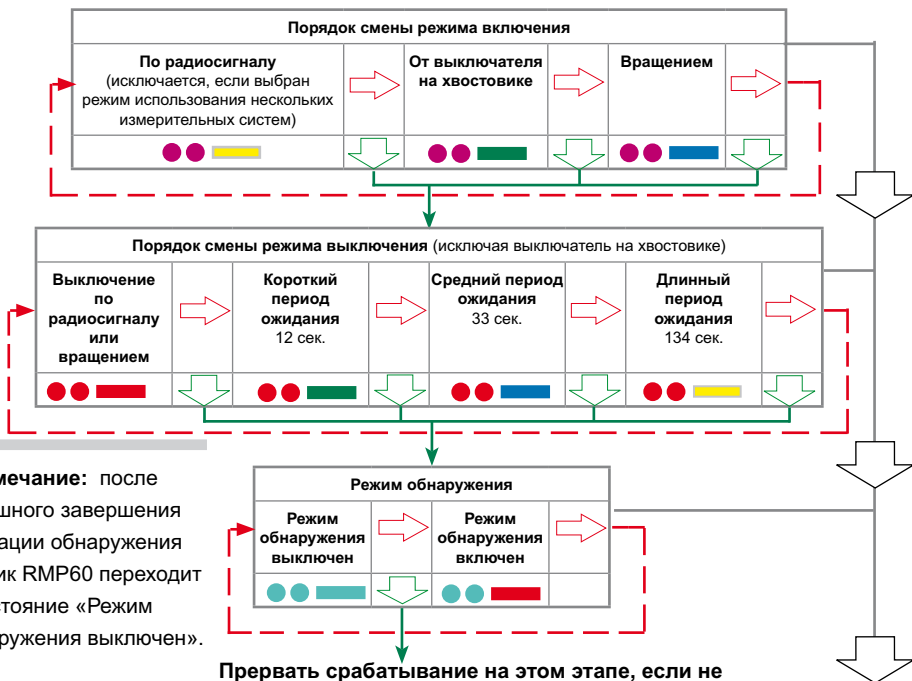 Порядок смены режима включения
По радиосигналу
(исключается, если выбран
режим использования нескольких
измерительных систем)
От выключателя
на хвостовике
Вращением
Порядок смены режима выключения (исключая выключатель на хвостовике)
Выключение
по
радиосигналу
или
вращением
Короткий
период
ожидания
12 сек.
Средний период
ожидания
33 сек.
Длинный
период
ожидания
134 сек.
мечание: после
шного завершения
ации обнаружения
ик RMP60 переходит
стояние «Режим
ружения выключен».
Режим обнаружения
Режим
обнаружения
выключен
Режим
обнаружения
включен
Прервать срабатывание на этом этапе, если не